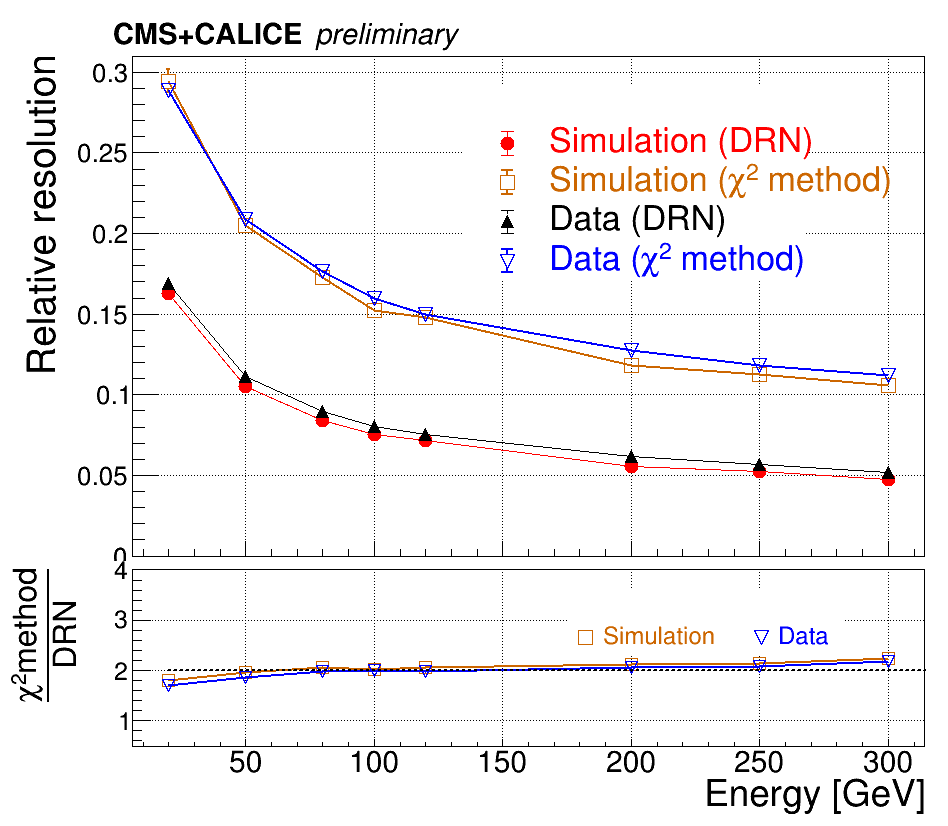 CMS+CALICE preliminary
Relative resolution
0.3
0.25
0.2
0.15
0.1
0.05
0
Simulation (DRN)
Simulation (χ² method)
Data (DRN)
Data (χ² method)
χ²method
DRN
4
3
2
1
Simulation
Data
50 100 150 200 250 300
Energy [GeV]